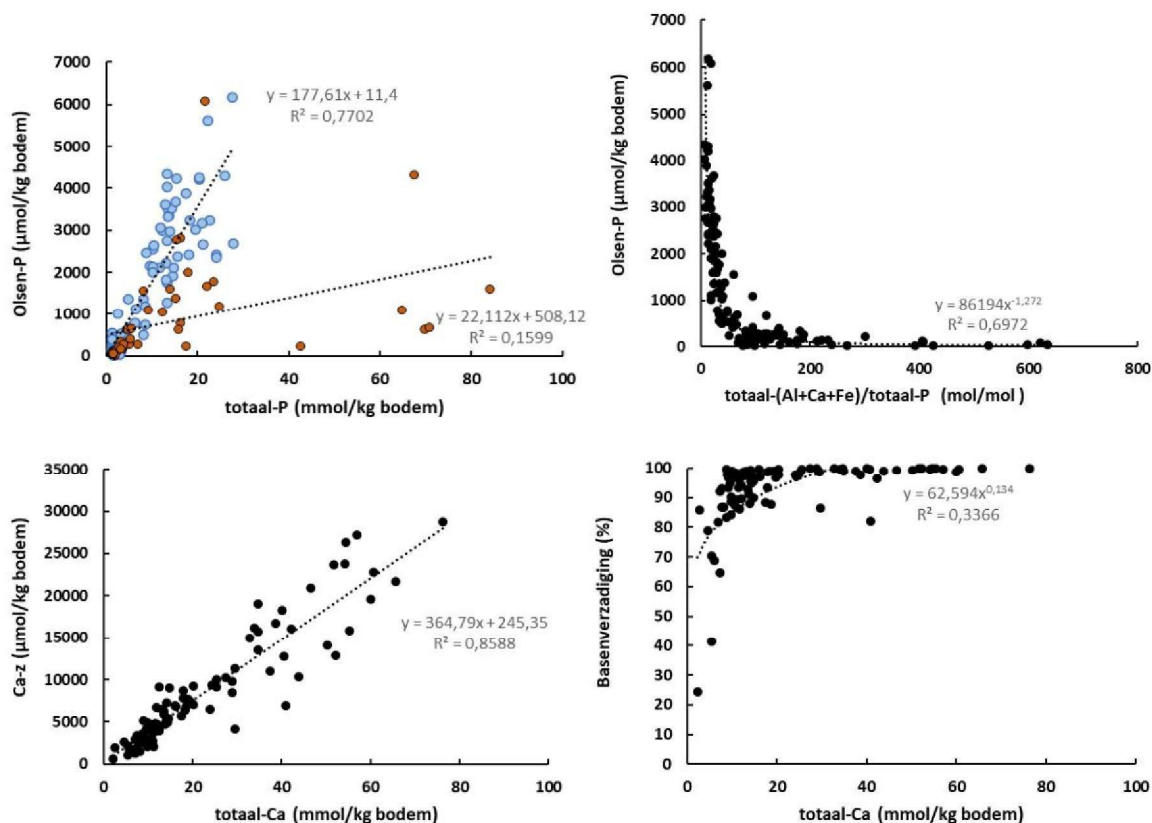 7000
6000
5000
4000
3000
2000
1000
0
Olsen-P (µmol/kg bodem)
y = 177,61x + 11,4
R² = 0,7702
y = 22,112x + 508,12
R² = 0,1599
0 20 40 60 80 100
totaal-P (mmol/kg bodem)
7000
6000
5000
4000
3000
2000
1000
0
Olsen-P (µmol/kg bodem)
y = 86194x-1,272
R² = 0,6972
0 200 400 600 800
totaal-(Al+Ca+Fe)/totaal-P (mol/mol )
35000
30000
25000
20000
15000
10000
5000
0
Ca-z (µmol/kg bodem)
y = 364,79x + 245,35
R² = 0,8588
0 20 40 60 80 100
totaal-Ca (mmol/kg bodem)
100
90
80
70
60
50
40
30
20
10
0
Basenverzadiging (%)
y = 62,594x0,134
R² = 0,3366
0 20 40 60 80 100
totaal-Ca (mmol/kg bodem)